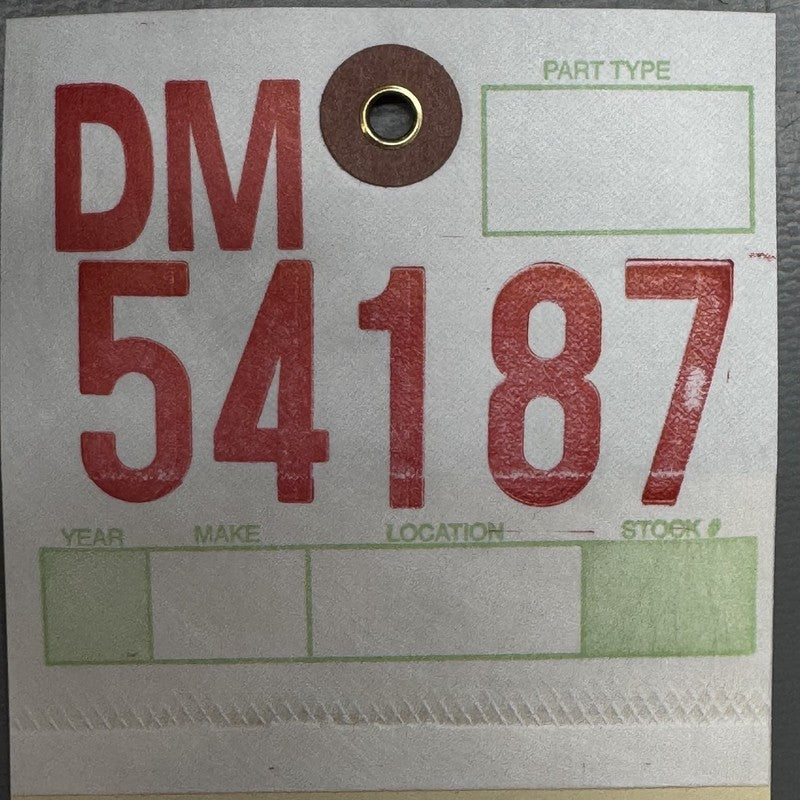 PART TYPE
DM
54187
YEAR MAKE LOCATION STOCK #